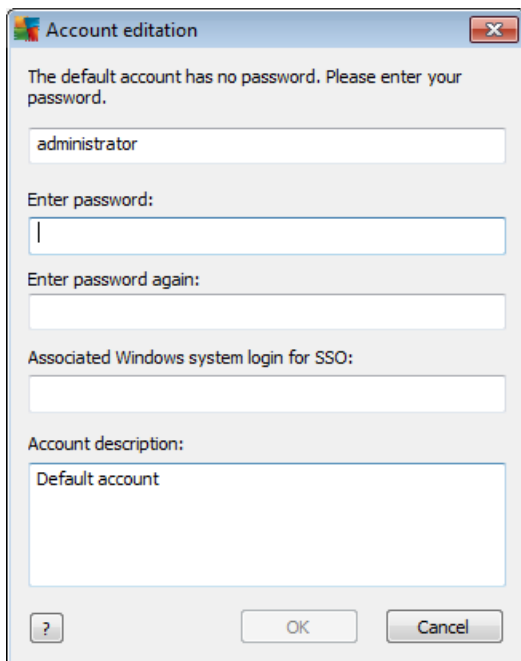 Account editation
The default account has no password. Please enter your
password.
administrator
Enter password:
Enter password again:
Associated Windows system login for SSO:
Account description:
Default account
?
OK
Cancel